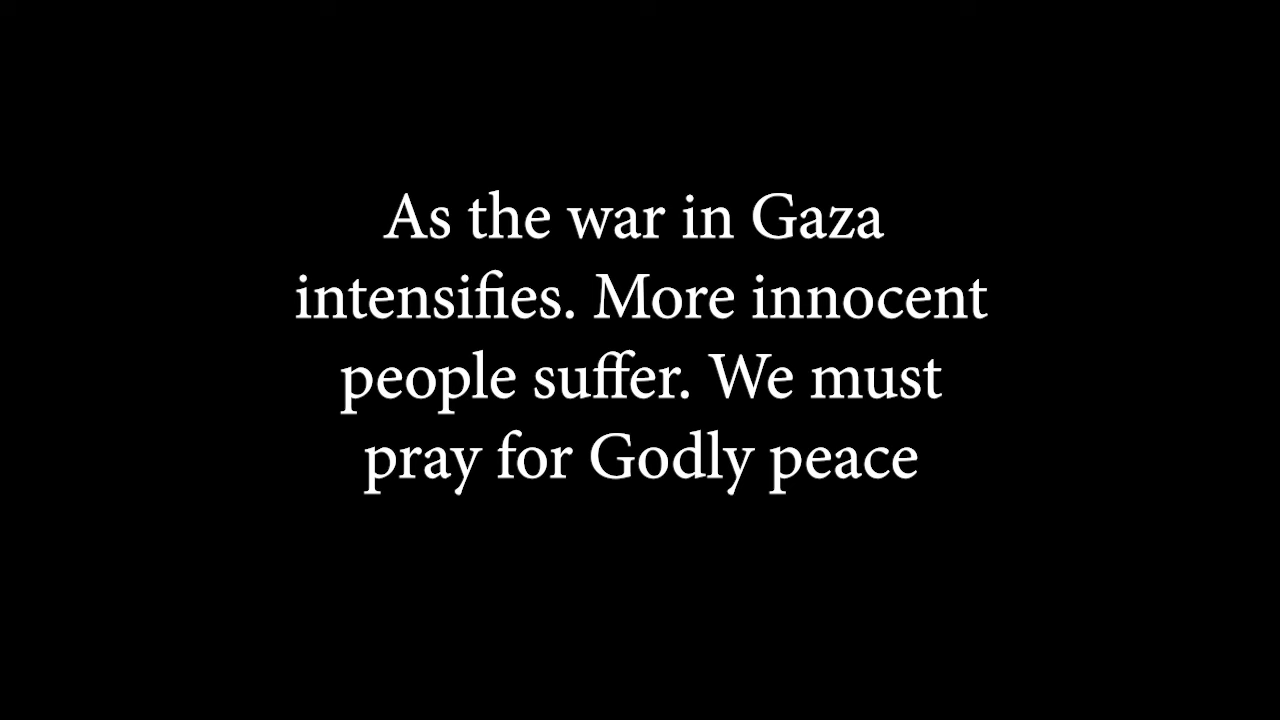 As the war in Gaza
intensifies. More innocent
people suffer. We must
pray for Godly peace